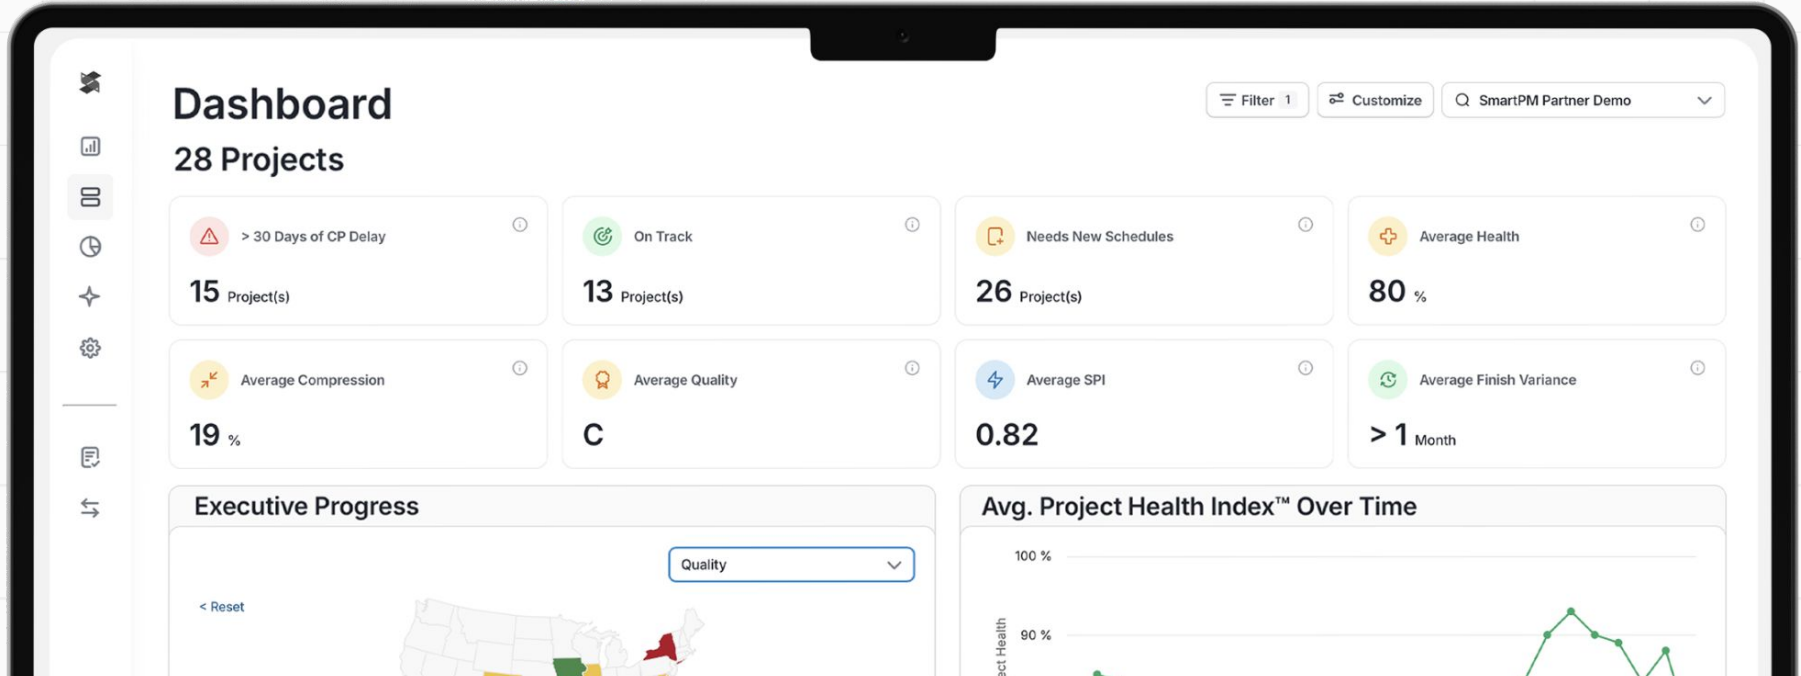 Dashboard
Filter 1
Customize
SmartPM Partner Demo
28 Projects
> 30 Days of CP Delay
15 Project(s)
On Track
13 Project(s)
Needs New Schedules
26 Project(s)
Average Health
80 %
Average Compression
19 %
Average Quality
C
Average SPI
0.82
Average Finish Variance
> 1 Month
Executive Progress
Quality
< Reset
Avg. Project Health Index™ Over Time
100 %
90 %
Health